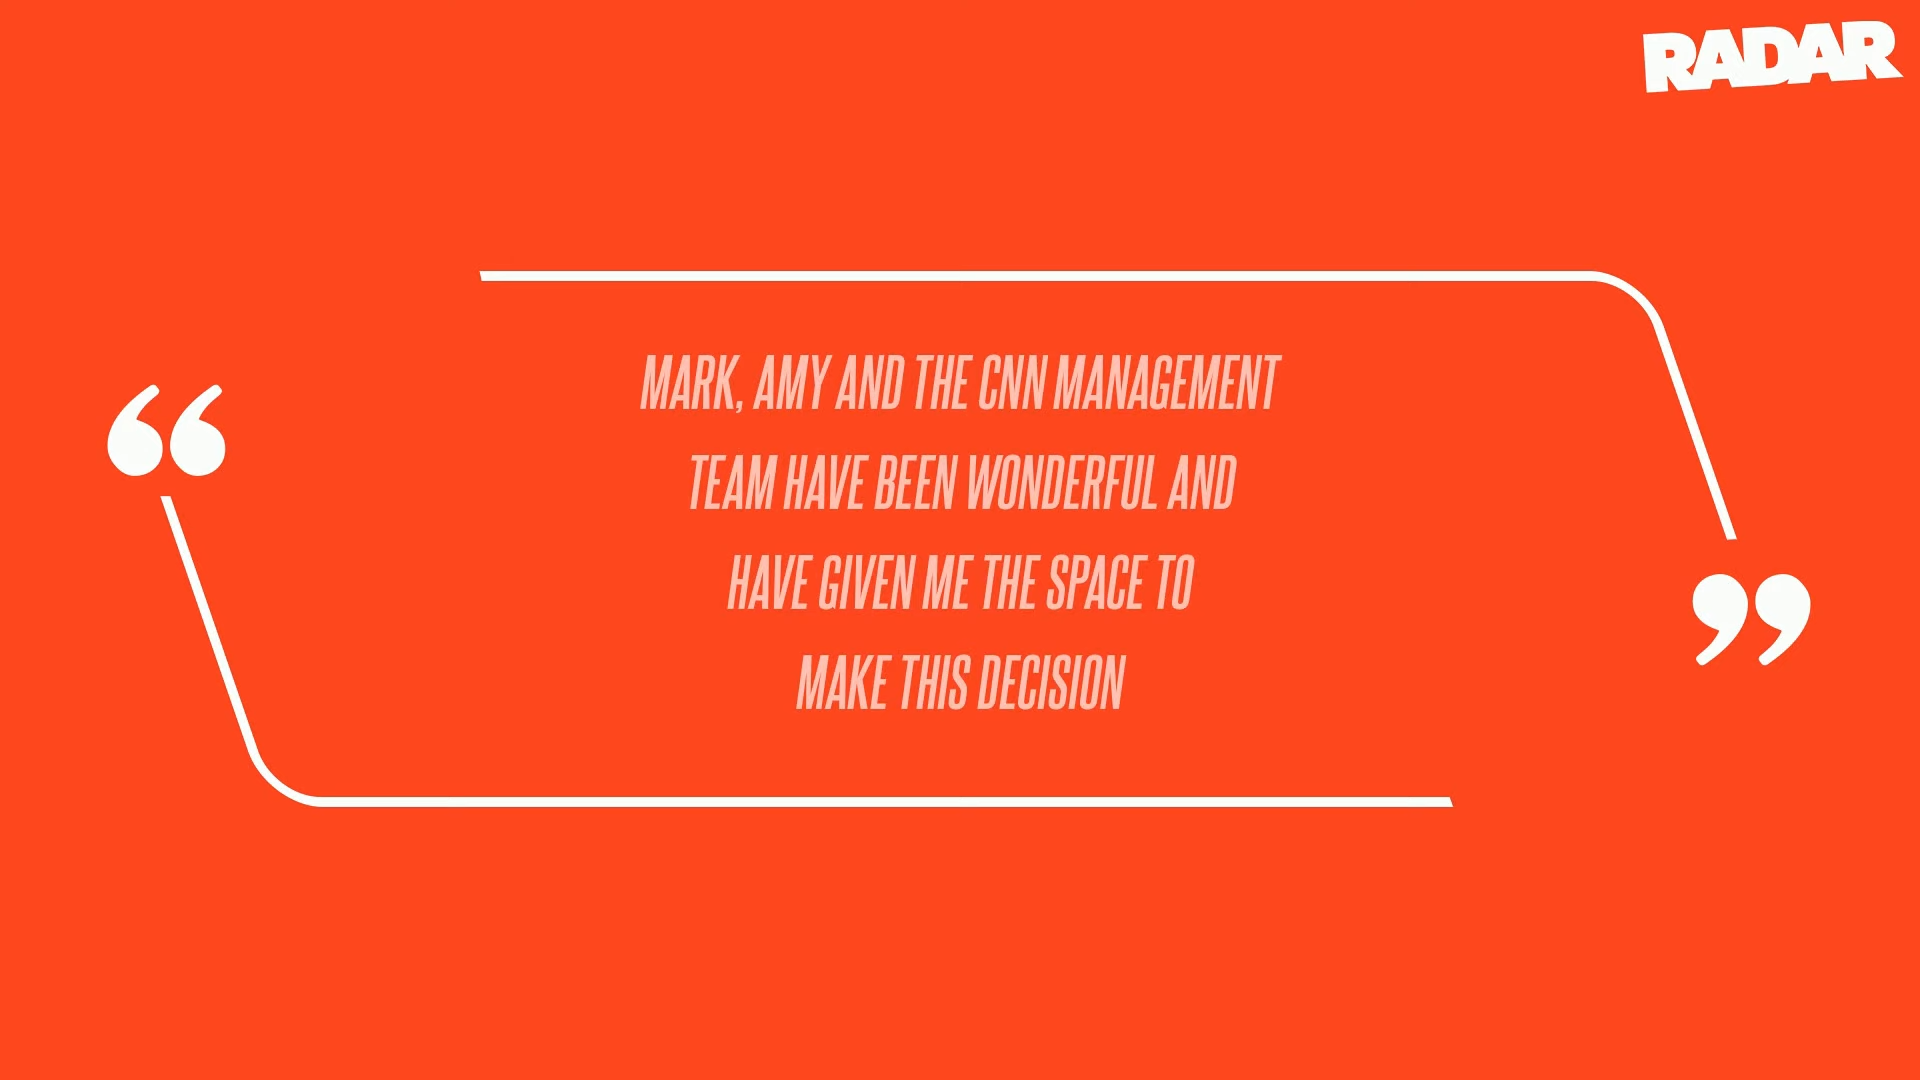 RADAR
“
MARK, AMY AND THE CNN MANAGEMENT
TEAM HAVE BEEN WONDERFUL AND
HAVE GIVEN ME THE SPACE TO
MAKE THIS DECISION
”